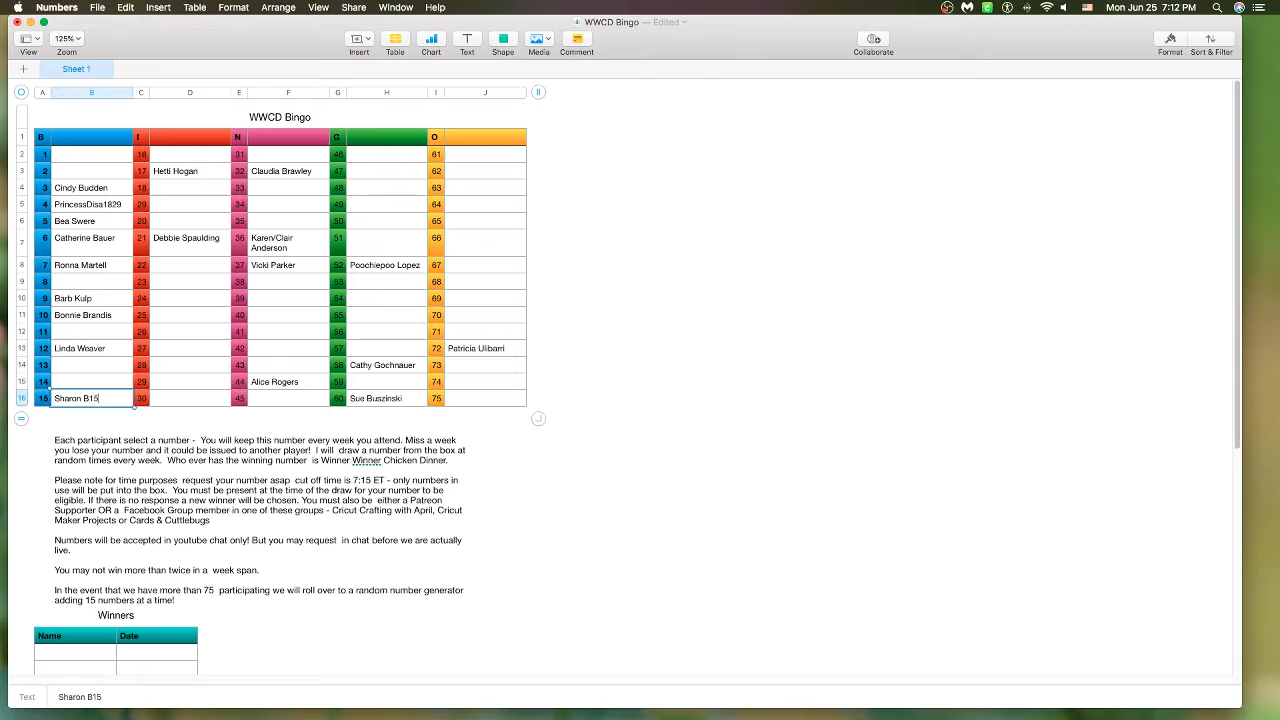 Numbers File Edit Insert Table Format Arrange View Share Window Help Mon Jun 25 7:12 PM
WWCD Bingo — Edited
View 125% Zoom Insert Table Chart Text Shape Media Comment Collaborate Format Sort & Filter
Sheet 1
A B C D E F G H I J
WWCD Bingo
1 B I N G O
2 1 16 31 46 61
3 2 17 Hetti Hogan 32 Claudia Brawley 47 62
4 3 Cindy Budden 18 33 48 63
5 4 PrincessDisa1829 29 34 49 64
6 5 Bea Swere 20 35 50 65
7 6 Catherine Bauer 21 Debbie Spaulding 36 Karen/Clair 51 66
Anderson
8 7 Ronna Martell 22 37 Vicki Parker 52 Poochiepoo Lopez 67
9 8 23 38 53 68
10 9 Barb Kulp 24 39 54 69
11 10 Bonnie Brandis 25 40 55 70
12 11 26 41 56 71
13 12 Linda Weaver 27 42 57 72 Patricia Ulibarri
14 13 28 43 58 Cathy Gochnauer 73
15 14 29 44 Alice Rogers 59 74
16 15 Sharon B15 30 45 60 Sue Buszinski 75
Each participant select a number - You will keep this number every week you attend. Miss a week
you lose your number and it could be issued to another player! I will draw a number from the box at
random times every week. Who ever has the winning number is Winner Winner Chicken Dinner.
Please note for time purposes request your number asap cut off time is 7:15 ET - only numbers in
use will be put into the box. You must be present at the time of the draw for your number to be
eligible. If there is no response a new winner will be chosen. You must also be either a Patreon
Supporter OR a Facebook Group member in one of these groups - Cricut Crafting with April, Cricut
Maker Projects or Cards & Cuttlebugs
Numbers will be accepted in youtube chat only! But you may request in chat before we are actually
live.
You may not win more than twice in a week span.
In the event that we have more than 75 participating we will roll over to a random number generator
adding 15 numbers at a time!
Winners
Name Date
Text Sharon B15